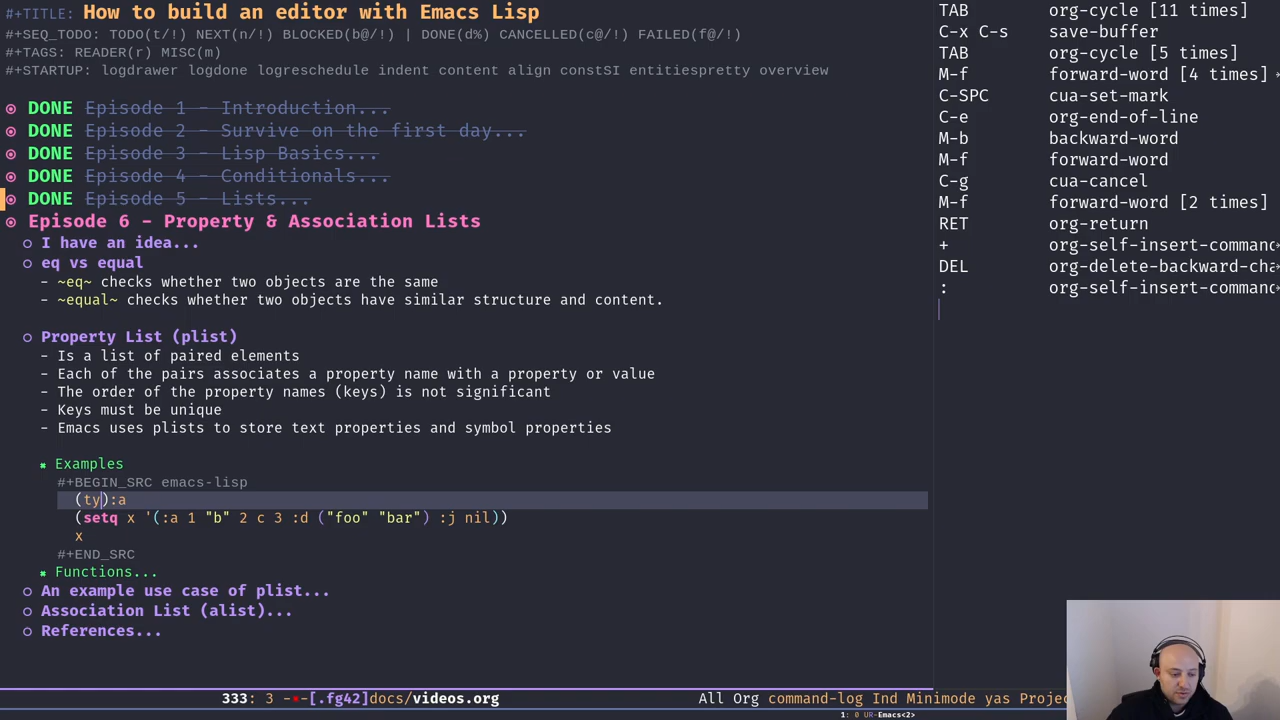 #+TITLE: How to build an editor with Emacs Lisp
#+SEQ_TODO: TODO(t/!) NEXT(n/!) BLOCKED(b@/!) | DONE(d%) CANCELLED(c@/!) FAILED(f@/!)
#+TAGS: READER(r) MISC(m)
#+STARTUP: logdrawer logdone logreschedule indent content align constSI entitiespretty overview
DONE Episode 1 - Introduction...
DONE Episode 2 - Survive on the first day...
DONE Episode 3 - Lisp Basics...
DONE Episode 4 - Conditionals...
DONE Episode 5 - Lists...
Episode 6 - Property & Association Lists
I have an idea...
eq vs equal
- ~eq~ checks whether two objects are the same
- ~equal~ checks whether two objects have similar structure and content.
Property List (plist)
- Is a list of paired elements
- Each of the pairs associates a property name with a property or value
- The order of the property names (keys) is not significant
- Keys must be unique
- Emacs uses plists to store text properties and symbol properties
Examples
#+BEGIN_SRC emacs-lisp
(ty):a
(setq x '(:a 1 "b" 2 c 3 :d ("foo" "bar") :j nil))
x
#+END_SRC
Functions...
An example use case of plist...
Association List (alist)...
References...
333: 3 -*-[.fg42]docs/videos.org
All Org command-log Ind Minimode yas Projec
1: 0 UR-Emacs<2>
TAB org-cycle [11 times]
C-x C-s save-buffer
TAB org-cycle [5 times]
M-f forward-word [4 times]
C-SPC cua-set-mark
C-e org-end-of-line
M-b backward-word
M-f forward-word
C-g cua-cancel
M-f forward-word [2 times]
RET org-return
+ org-self-insert-command
DEL org-delete-backward-cha
: org-self-insert-command